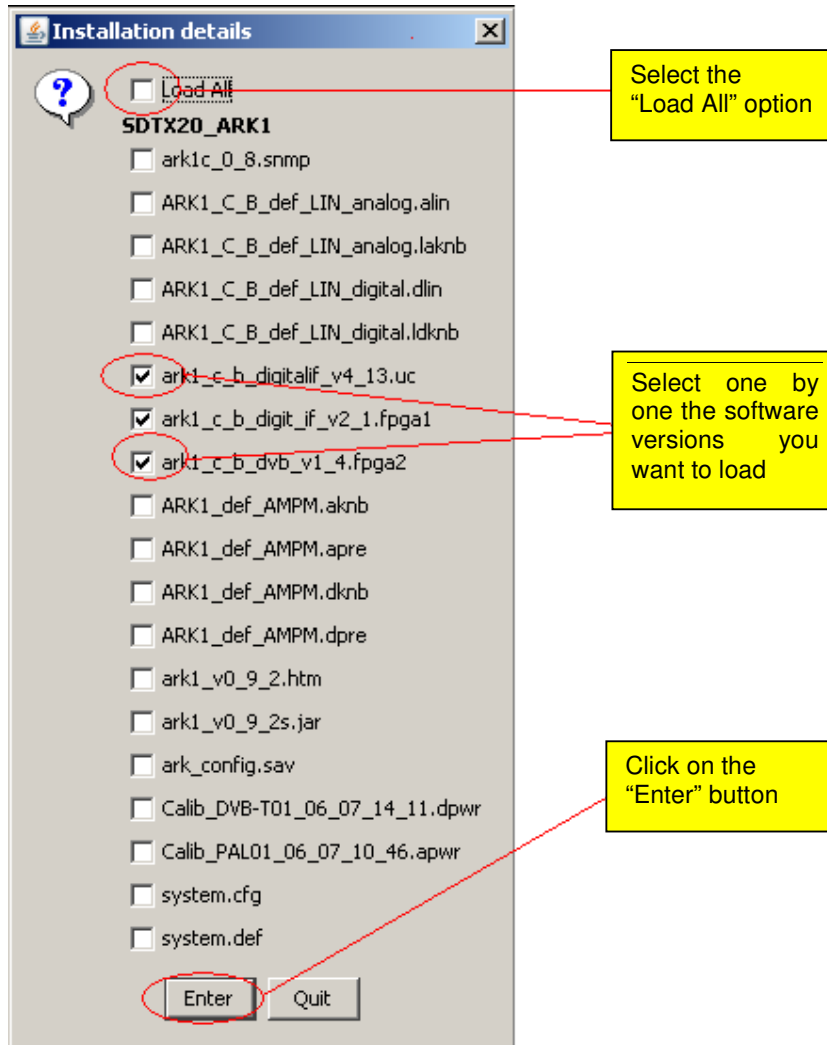 Installation details
Load All
Select the
“Load All” option
SDTX20_ARK1
ark1c_0_8.snmp
ARK1_C_B_def_LIN_analog.alin
ARK1_C_B_def_LIN_analog.laknb
ARK1_C_B_def_LIN_digital.dlin
ARK1_C_B_def_LIN_digital.ldknb
ark1_c_b_digitalif_v4_13.uc
ark1_c_b_digit_if_v2_1.fpga1
ark1_c_b_dvb_v1_4.fpga2
Select one by
one the software
versions you
want to load
ARK1_def_AMPM.aknb
ARK1_def_AMPM.apre
ARK1_def_AMPM.dknb
ARK1_def_AMPM.dpre
ark1_v0_9_2.htm
ark1_v0_9_2s.jar
ark_config.sav
Calib_DVB-T01_06_07_14_11.dpwr
Calib_PAL01_06_07_10_46.apwr
system.cfg
system.def
Click on the
“Enter” button
Enter Quit